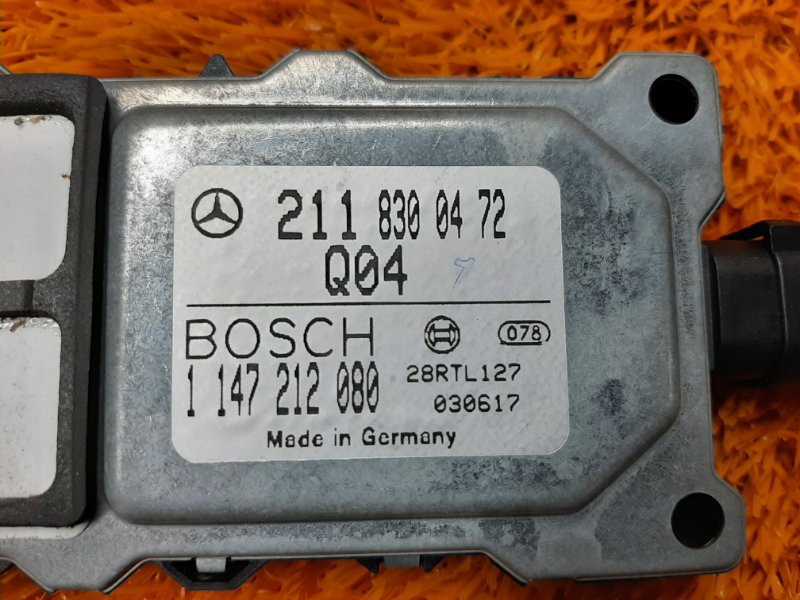 211 830 04 72
Q04
BOSCH 078
1 147 212 080 28RTL127
030617
Made in Germany